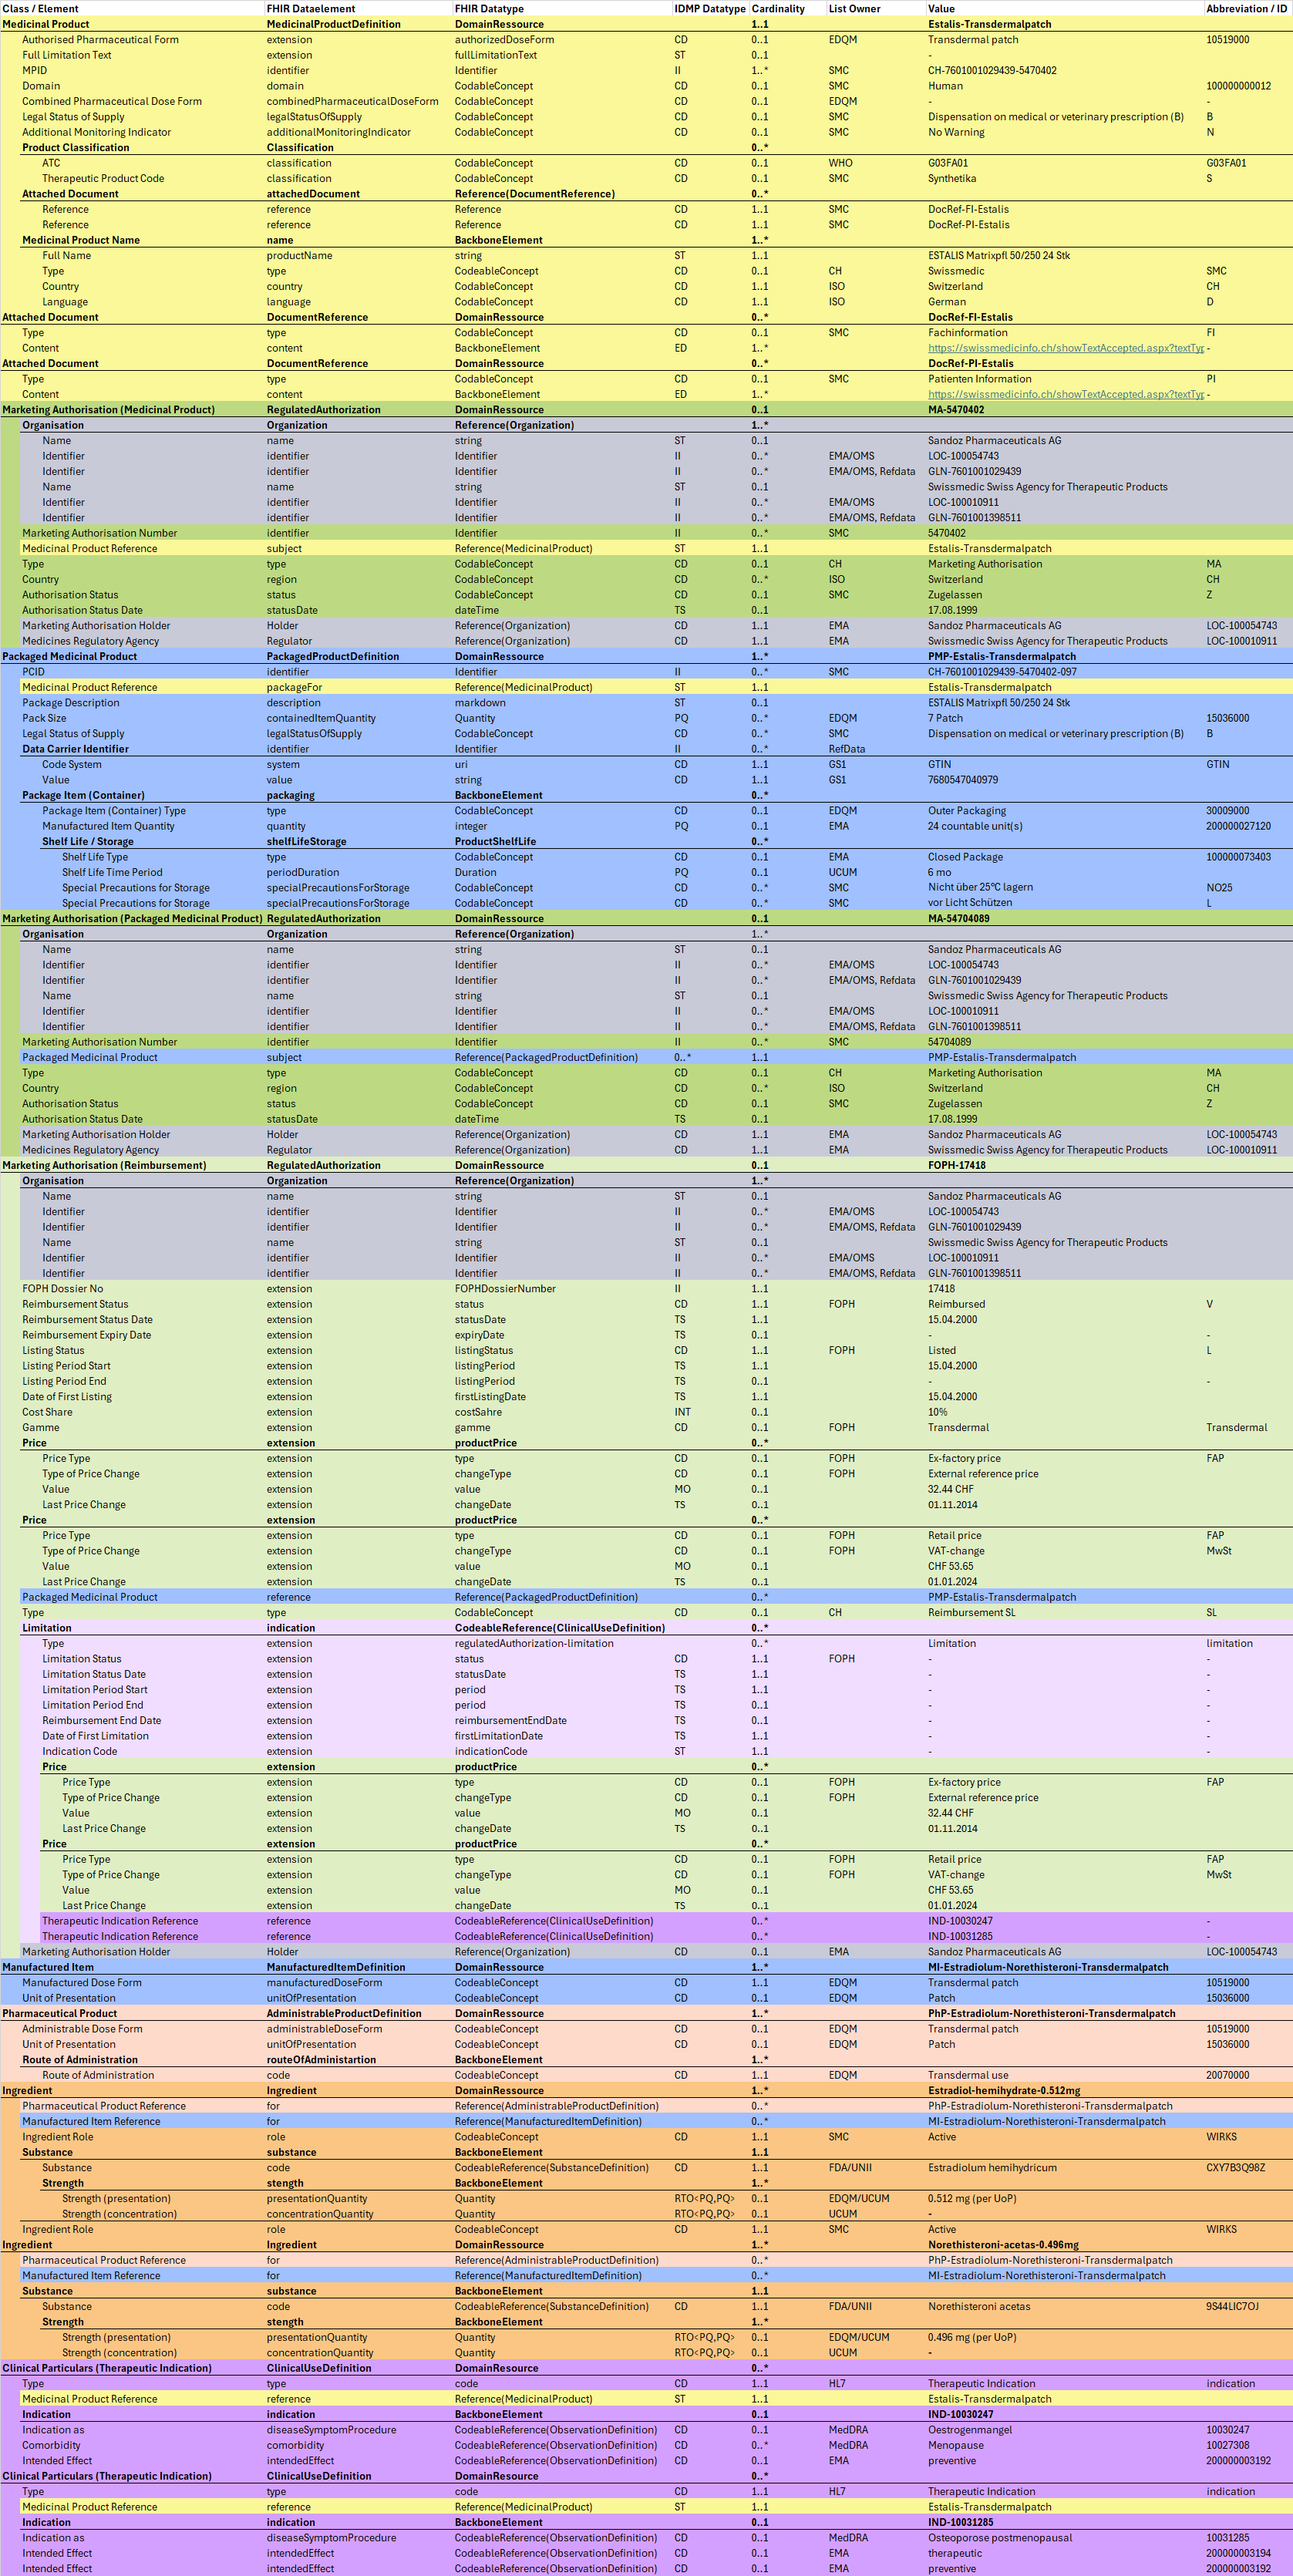 Class / Element FHIR Dataelement FHIR Datatype IDMP Datatype Cardinality List Owner Value Abbreviation / ID
Medicinal Product MedicinalProductDefinition DomainRessource 1..1 Estalis-Transdermalpatch
Authorised Pharmaceutical Form extension authorizedDoseForm CD 0..1 EDQM Transdermal patch 10519000
Full Limitation Text extension fullLimitationText ST 0..1 -
MPID identifier Identifier II 1..* SMC CH-7601001029439-5470402
Domain domain CodableConcept CD 0..1 SMC Human 100000000012
Combined Pharmaceutical Dose Form combinedPharmaceuticalDoseForm CodableConcept CD 0..1 EDQM - -
Legal Status of Supply legalStatusOfSupply CodableConcept CD 0..1 SMC Dispensation on medical or veterinary prescription (B) B
Additional Monitoring Indicator additionalMonitoringIndicator CodableConcept CD 0..1 SMC No Warning N
Product Classification Classification 0..*
ATC classification CodableConcept CD 0..1 WHO G03FA01 G03FA01
Therapeutic Product Code classification CodableConcept CD 0..1 SMC Synthetika S
Attached Document attachedDocument Reference(DocumentReference) 0..*
Reference reference Reference CD 1..1 SMC DocRef-FI-Estalis
Reference reference Reference CD 1..1 SMC DocRef-PI-Estalis
Medicinal Product Name name BackboneElement 1..*
Full Name productName string ST 1..1 ESTALIS Matrixpfl 50/250 24 Stk
Type type CodeableConcept CD 0..1 CH Swissmedic SMC
Country country CodeableConcept CD 1..1 ISO Switzerland CH
Language language CodeableConcept CD 1..1 ISO German D
Attached Document DocumentReference DomainRessource 0..* DocRef-FI-Estalis
Type type CodableConcept CD 0..1 SMC Fachinformation FI
Content content BackboneElement ED 1..* https://swissmedicinfo.ch/showTextAccepted.aspx?textTyp -
Attached Document DocumentReference DomainRessource 0..* DocRef-PI-Estalis
Type type CodableConcept CD 0..1 SMC Patienten Information PI
Content content BackboneElement ED 1..* https://swissmedicinfo.ch/showTextAccepted.aspx?textTyp -
Marketing Authorisation (Medicinal Product) RegulatedAuthorization DomainRessource 0..1 MA-5470402
Organisation Organization Reference(Organization) 1..*
Name name string ST 0..1 Sandoz Pharmaceuticals AG
Identifier identifier Identifier II 0..* EMA/OMS LOC-100054743
Identifier identifier Identifier II 0..* EMA/OMS, Refdata GLN-7601001029439
Name name string ST 0..1 Swissmedic Swiss Agency for Therapeutic Products
Identifier identifier Identifier II 0..* EMA/OMS LOC-100010911
Identifier identifier Identifier II 0..* EMA/OMS, Refdata GLN-7601001398511
Marketing Authorisation Number identifier Identifier II 0..* SMC 5470402
Medicinal Product Reference subject Reference(MedicinalProduct) ST 1..1 Estalis-Transdermalpatch
Type type CodableConcept CD 0..1 CH Marketing Authorisation MA
Country region CodableConcept CD 0..* ISO Switzerland CH
Authorisation Status status CodableConcept CD 0..1 SMC Zugelassen Z
Authorisation Status Date statusDate dateTime TS 0..1 17.08.1999
Marketing Authorisation Holder Holder Reference(Organization) CD 1..1 EMA Sandoz Pharmaceuticals AG LOC-100054743
Medicines Regulatory Agency Regulator Reference(Organization) CD 1..1 EMA Swissmedic Swiss Agency for Therapeutic Products LOC-100010911
Packaged Medicinal Product PackagedProductDefinition DomainRessource 1..* PMP-Estalis-Transdermalpatch
PCID identifier Identifier II 0..* SMC CH-7601001029439-5470402-097
Medicinal Product Reference packageFor Reference(MedicinalProduct) ST 1..1 Estalis-Transdermalpatch
Package Description description markdown ST 0..1 ESTALIS Matrixpfl 50/250 24 Stk
Pack Size containedItemQuantity Quantity PQ 0..* EDQM 7 Patch 15036000
Legal Status of Supply legalStatusOfSupply CodableConcept CD 0..* SMC Dispensation on medical or veterinary prescription (B) B
Data Carrier Identifier identifier Identifier II 0..* RefData
Code System system uri CD 1..1 GS1 GTIN GTIN
Value value string CD 1..1 GS1 7680547040979
Package Item (Container) packaging BackboneElement 0..*
Package Item (Container) Type type CodableConcept CD 0..1 EDQM Outer Packaging 30009000
Manufactured Item Quantity quantity integer PQ 0..1 EMA 24 countable unit(s) 200000027120
Shelf Life / Storage shelfLifeStorage ProductShelfLife 0..*
Shelf Life Type type CodableConcept CD 0..1 EMA Closed Package 100000073403
Shelf Life Time Period periodDuration Duration PQ 0..1 UCUM 6 mo
Special Precautions for Storage specialPrecautionsForStorage CodableConcept CD 0..* SMC Nicht über 25°C lagern NO25
Special Precautions for Storage specialPrecautionsForStorage CodableConcept CD 0..* SMC vor Licht Schützen L
Marketing Authorisation (Packaged Medicinal Product) RegulatedAuthorization DomainRessource 0..1 MA-54704089
Organisation Organization Reference(Organization) 1..*
Name name string ST 0..1 Sandoz Pharmaceuticals AG
Identifier identifier Identifier II 0..* EMA/OMS LOC-100054743
Identifier identifier Identifier II 0..* EMA/OMS, Refdata GLN-7601001029439
Name name string ST 0..1 Swissmedic Swiss Agency for Therapeutic Products
Identifier identifier Identifier II 0..* EMA/OMS LOC-100010911
Identifier identifier Identifier II 0..* EMA/OMS, Refdata GLN-7601001398511
Marketing Authorisation Number identifier Identifier II 0..* SMC 54704089
Packaged Medicinal Product subject Reference(PackagedProductDefinition) 0..* 1..1 PMP-Estalis-Transdermalpatch
Type type CodableConcept CD 0..1 CH Marketing Authorisation MA
Country region CodableConcept CD 0..* ISO Switzerland CH
Authorisation Status status CodableConcept CD 0..1 SMC Zugelassen Z
Authorisation Status Date statusDate dateTime TS 0..1 17.08.1999
Marketing Authorisation Holder Holder Reference(Organization) CD 1..1 EMA Sandoz Pharmaceuticals AG LOC-100054743
Medicines Regulatory Agency Regulator Reference(Organization) CD 1..1 EMA Swissmedic Swiss Agency for Therapeutic Products LOC-100010911
Marketing Authorisation (Reimbursement) RegulatedAuthorization DomainRessource 0..1 FOPH-17418
Organisation Organization Reference(Organization) 1..*
Name name string ST 0..1 Sandoz Pharmaceuticals AG
Identifier identifier Identifier II 0..* EMA/OMS LOC-100054743
Identifier identifier Identifier II 0..* EMA/OMS, Refdata GLN-7601001029439
Name name string ST 0..1 Swissmedic Swiss Agency for Therapeutic Products
Identifier identifier Identifier II 0..* EMA/OMS LOC-100010911
Identifier identifier Identifier II 0..* EMA/OMS, Refdata GLN-7601001398511
FOPH Dossier No extension FOPHDossierNumber II 1..1 17418
Reimbursement Status extension status CD 1..1 FOPH Reimbursed V
Reimbursement Status Date extension statusDate TS 1..1 15.04.2000
Reimbursement Expiry Date extension expiryDate TS 0..1 - -
Listing Status extension listingStatus CD 1..1 FOPH Listed L
Listing Period Start extension listingPeriod TS 1..1 15.04.2000
Listing Period End extension listingPeriod TS 0..1 - -
Date of First Listing extension firstListingDate TS 1..1 15.04.2000
Cost Share extension costSahre INT 0..1 10%
Gamme extension gamme CD 0..1 FOPH Transdermal Transdermal
Price extension productPrice 0..*
Price Type extension type CD 0..1 FOPH Ex-factory price FAP
Type of Price Change extension changeType CD 0..1 FOPH External reference price
Value extension value MO 0..1 32.44 CHF
Last Price Change extension changeDate TS 0..1 01.11.2014
Price extension productPrice 0..*
Price Type extension type CD 0..1 FOPH Retail price FAP
Type of Price Change extension changeType CD 0..1 FOPH VAT-change MwSt
Value extension value MO 0..1 CHF 53.65
Last Price Change extension changeDate TS 0..1 01.01.2024
Packaged Medicinal Product reference Reference(PackagedProductDefinition) 0..* PMP-Estalis-Transdermalpatch
Type type CodableConcept CD 0..1 CH Reimbursement SL SL
Limitation indication CodeableReference(ClinicalUseDefinition) 0..*
Type extension regulatedAuthorization-limitation 0..* Limitation limitation
Limitation Status extension status CD 1..1 FOPH - -
Limitation Status Date extension statusDate TS 1..1 - -
Limitation Period Start extension period TS 1..1 - -
Limitation Period End extension period TS 0..1 - -
Reimbursement End Date extension reimbursementEndDate TS 0..1 - -
Date of First Limitation extension firstLimitationDate TS 1..1 - -
Indication Code extension indicationCode ST 1..1 - -
Price extension productPrice 0..*
Price Type extension type CD 0..1 FOPH Ex-factory price FAP
Type of Price Change extension changeType CD 0..1 FOPH External reference price
Value extension value MO 0..1 32.44 CHF
Last Price Change extension changeDate TS 0..1 01.11.2014
Price extension productPrice 0..*
Price Type extension type CD 0..1 FOPH Retail price FAP
Type of Price Change extension changeType CD 0..1 FOPH VAT-change MwSt
Value extension value MO 0..1 CHF 53.65
Last Price Change extension changeDate TS 0..1 01.01.2024
Therapeutic Indication Reference reference CodeableReference(ClinicalUseDefinition) 0..* IND-10030247 -
Therapeutic Indication Reference reference CodeableReference(ClinicalUseDefinition) 0..* IND-10031285 -
Marketing Authorisation Holder Holder Reference(Organization) CD 0..1 EMA Sandoz Pharmaceuticals AG LOC-100054743
Manufactured Item ManufacturedItemDefinition DomainRessource 1..* MI-Estradiolum-Norethisteroni-Transdermalpatch
Manufactured Dose Form manufacturedDoseForm CodeableConcept CD 1..1 EDQM Transdermal patch 10519000
Unit of Presentation unitOfPresentation CodeableConcept CD 0..1 EDQM Patch 15036000
Pharmaceutical Product AdministrableProductDefinition DomainRessource 1..* PhP-Estradiolum-Norethisteroni-Transdermalpatch
Administrable Dose Form administrableDoseForm CodeableConcept CD 0..1 EDQM Transdermal patch 10519000
Unit of Presentation unitOfPresentation CodeableConcept CD 0..1 EDQM Patch 15036000
Route of Administration routeOfAdministartion BackboneElement 1..*
Route of Administration code CodeableConcept CD 1..1 EDQM Transdermal use 20070000
Ingredient Ingredient DomainRessource 1..* Estradiol-hemihydrate-0.512mg
Pharmaceutical Product Reference for Reference(AdministrableProductDefinition) 0..* PhP-Estradiolum-Norethisteroni-Transdermalpatch
Manufactured Item Reference for Reference(ManufacturedItemDefinition) 0..* MI-Estradiolum-Norethisteroni-Transdermalpatch
Ingredient Role role CodeableConcept CD 1..1 SMC Active WIRKS
Substance substance BackboneElement 1..1
Substance code CodeableReference(SubstanceDefinition) CD 1..1 FDA/UNII Estradiolum hemihydricum CXY7B3Q98Z
Strength stength BackboneElement 1..*
Strength (presentation) presentationQuantity Quantity RTO<PQ,PQ> 0..1 EDQM/UCUM 0.512 mg (per UoP)
Strength (concentration) concentrationQuantity Quantity RTO<PQ,PQ> 0..1 UCUM -
Ingredient Role role CodeableConcept CD 1..1 SMC Active WIRKS
Ingredient Ingredient DomainRessource 1..* Norethisteroni-acetas-0.496mg
Pharmaceutical Product Reference for Reference(AdministrableProductDefinition) 0..* PhP-Estradiolum-Norethisteroni-Transdermalpatch
Manufactured Item Reference for Reference(ManufacturedItemDefinition) 0..* MI-Estradiolum-Norethisteroni-Transdermalpatch
Substance substance BackboneElement 1..1
Substance code CodeableReference(SubstanceDefinition) CD 1..1 FDA/UNII Norethisteroni acetas 9S44LIC7OJ
Strength stength BackboneElement 1..*
Strength (presentation) presentationQuantity Quantity RTO<PQ,PQ> 0..1 EDQM/UCUM 0.496 mg (per UoP)
Strength (concentration) concentrationQuantity Quantity RTO<PQ,PQ> 0..1 UCUM -
Clinical Particulars (Therapeutic Indication) ClinicalUseDefinition DomainResource 0..*
Type type code CD 1..1 HL7 Therapeutic Indication indication
Medicinal Product Reference reference Reference(MedicinalProduct) ST 1..1 Estalis-Transdermalpatch
Indication indication BackboneElement 0..1 IND-10030247
Indication as diseaseSymptomProcedure CodeableReference(ObservationDefinition) CD 0..1 MedDRA Oestrogenmangel 10030247
Comorbidity comorbidity CodeableReference(ObservationDefinition) CD 0..* MedDRA Menopause 10027308
Intended Effect intendedEffect CodeableReference(ObservationDefinition) CD 0..1 EMA preventive 200000003192
Clinical Particulars (Therapeutic Indication) ClinicalUseDefinition DomainResource 0..*
Type type code CD 1..1 HL7 Therapeutic Indication indication
Medicinal Product Reference reference Reference(MedicinalProduct) ST 1..1 Estalis-Transdermalpatch
Indication indication BackboneElement 0..1 IND-10031285
Indication as diseaseSymptomProcedure CodeableReference(ObservationDefinition) CD 0..1 MedDRA Osteoporose postmenopausal 10031285
Intended Effect intendedEffect CodeableReference(ObservationDefinition) CD 0..1 EMA therapeutic 200000003194
Intended Effect intendedEffect CodeableReference(ObservationDefinition) CD 0..1 EMA preventive 200000003192